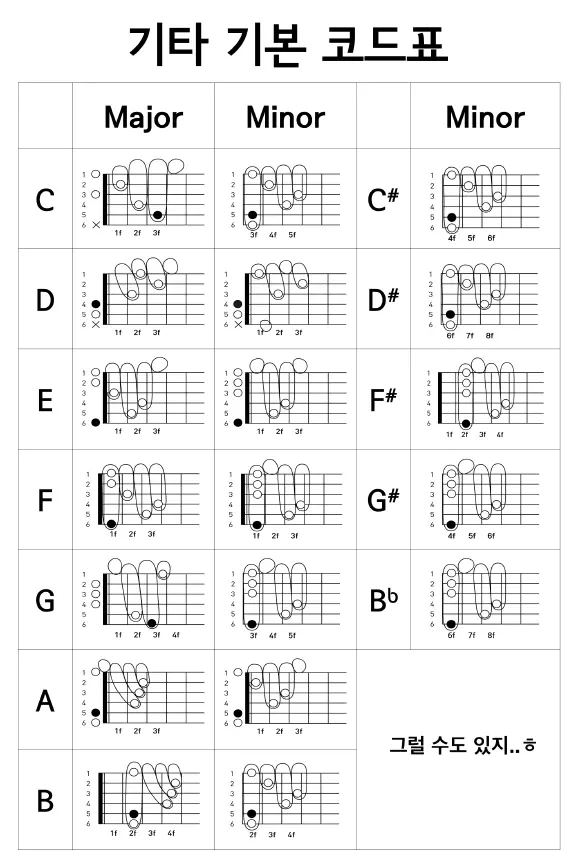 기타 기본 코드표
Major Minor Minor
C 1 2 3 4 5 6 × 1f 2f 3f 1 2 3 4 5 6 3f 4f 5f C# 1 2 3 4 5 6 4f 5f 6f
D 1 2 3 4 5 6 × 1f 2f 3f 1 2 3 4 5 6 × 1f 2f 3f D# 1 2 3 4 5 6 6f 7f 8f
E 1 2 3 4 5 6 1f 2f 3f 1 2 3 4 5 6 1f 2f 3f F# 1 2 3 4 5 6 1f 2f 3f 4f
F 1 2 3 4 5 6 1f 2f 3f 1 2 3 4 5 6 1f 2f 3f G# 1 2 3 4 5 6 4f 5f 6f
G 1 2 3 4 5 6 1f 2f 3f 4f 1 2 3 4 5 6 3f 4f 5f B♭ 1 2 3 4 5 6 6f 7f 8f
A 1 2 3 4 5 6 1f 2f 3f 1 2 3 4 5 6 1f 2f 3f
그럴 수도 있지..ㅎ
B 1 2 3 4 5 6 1f 2f 3f 4f 1 2 3 4 5 6 2f 3f 4f